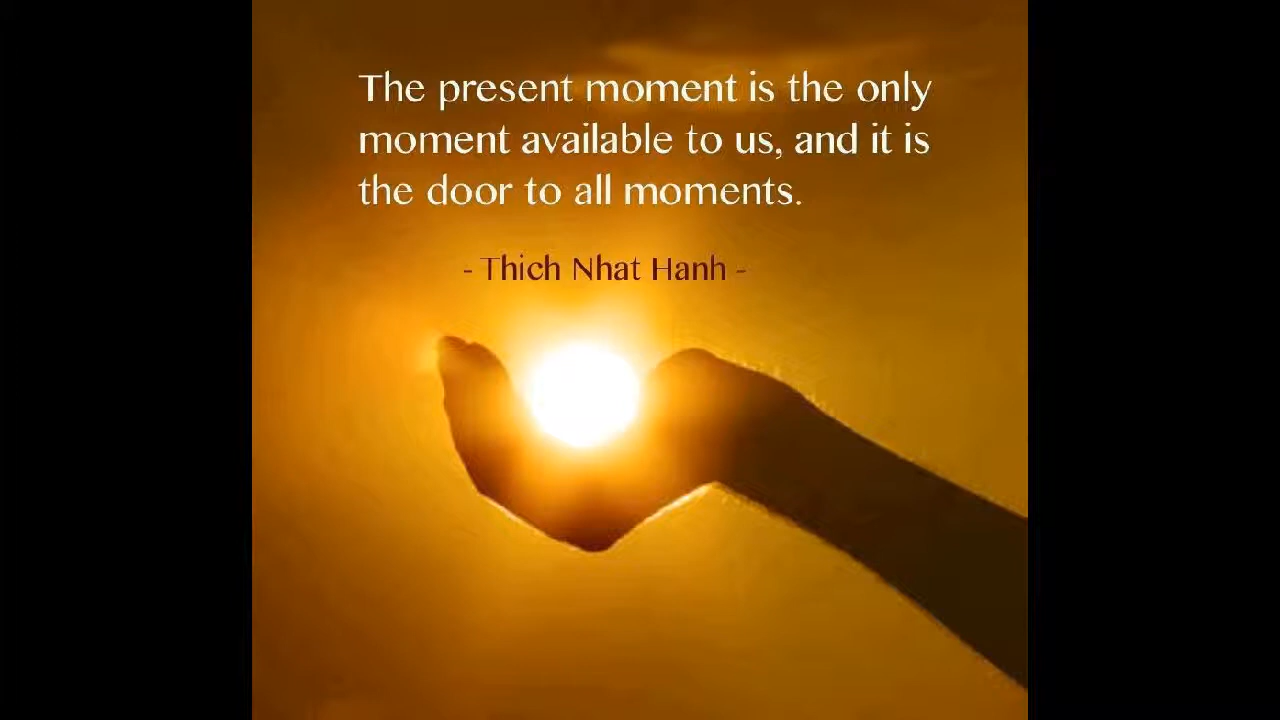 The present moment is the only
moment available to us, and it is
the door to all moments.
- Thich Nhat Hanh -